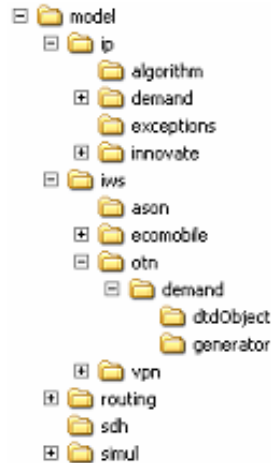 model
ip
algorithm
demand
exceptions
innovate
iws
ason
ecomobile
otn
demand
dtdObject
generator
vpn
routing
sdh
simul